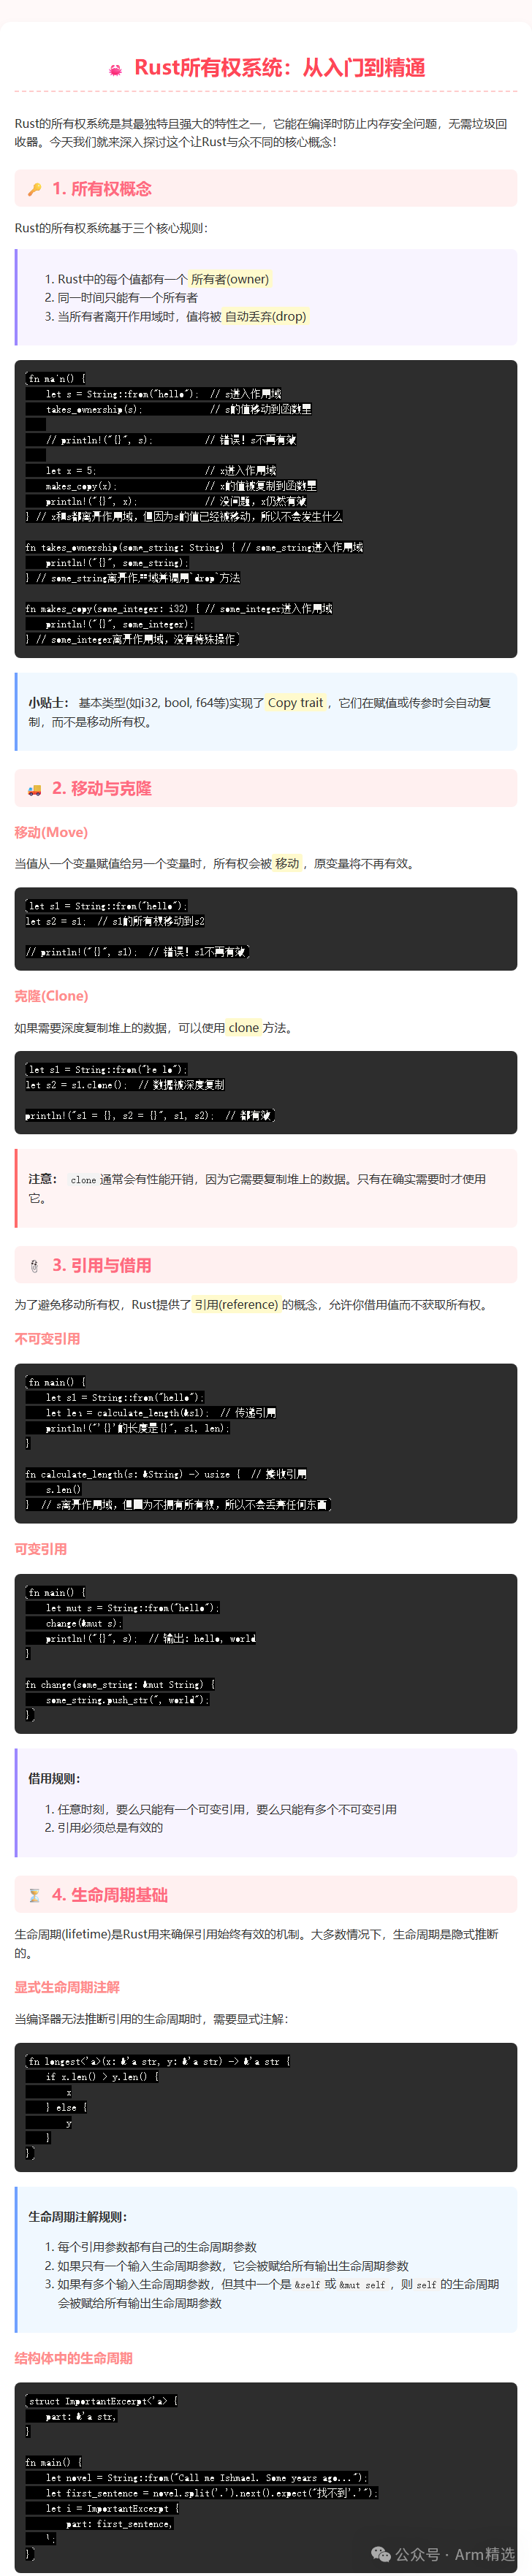 Rust所有权系统：从入门到精通
Rust的所有权系统是其最独特且强大的特性之一，它能在编译时防止内存安全问题，无需垃圾回
收器。今天我们就来深入探讨这个让Rust与众不同的核心概念！
1. 所有权概念
Rust的所有权系统基于三个核心规则：
1. Rust中的每个值都有一个 所有者(owner)
2. 同一时间只能有一个所有者
3. 当所有者离开作用域时，值将被 自动丢弃(drop)
fn main() {
    let s = String::from("hello");  // s进入作用域
    takes_ownership(s);             // s的值移动到函数里
    // println!("{}", s);          // 错误！s不再有效
    let x = 5;                     // x进入作用域
    makes_copy(x);                 // x的值被复制到函数里
    println!("{}", x);             // 没问题，x仍然有效
} // x和s都离开作用域，但因为s的值已经被移动，所以不会发生什么
fn takes_ownership(some_string: String) { // some_string进入作用域
    println!("{}", some_string);
} // some_string离开作用域并调用`drop`方法
fn makes_copy(some_integer: i32) { // some_integer进入作用域
    println!("{}", some_integer);
} // some_integer离开作用域，没有特殊操作
小贴士： 基本类型(如i32, bool, f64等)实现了 Copy trait ，它们在赋值或传参时会自动复
制，而不是移动所有权。
2. 移动与克隆
移动(Move)
当值从一个变量赋值给另一个变量时，所有权会被 移动 ，原变量将不再有效。
let s1 = String::from("hello");
let s2 = s1;  // s1的所有权移动到s2
// println!("{}", s1);  // 错误！s1不再有效
克隆(Clone)
如果需要深度复制堆上的数据，可以使用 clone 方法。
let s1 = String::from("hello");
let s2 = s1.clone();  // 数据被深度复制
println!("s1 = {}, s2 = {}", s1, s2);  // 都有效
注意： clone 通常会有性能开销，因为它需要复制堆上的数据。只有在确实需要时才使用
它。
3. 引用与借用
为了避免移动所有权，Rust提供了 引用(reference) 的概念，允许你借用值而不获取所有权。
不可变引用
fn main() {
    let s1 = String::from("hello");
    let len = calculate_length(&s1);  // 传递引用
    println!("'{}'的长度是{}", s1, len);
}
fn calculate_length(s: &String) -> usize {  // 接收引用
    s.len()
}  // s离开作用域，但因为不拥有所有权，所以不会丢弃任何东西
可变引用
fn main() {
    let mut s = String::from("hello");
    change(&mut s);
    println!("{}", s);  // 输出: hello, world
}
fn change(some_string: &mut String) {
    some_string.push_str(", world");
}
借用规则：
1. 任意时刻，要么只能有一个可变引用，要么只能有多个不可变引用
2. 引用必须总是有效的
4. 生命周期基础
生命周期(lifetime)是Rust用来确保引用始终有效的机制。大多数情况下，生命周期是隐式推断
的。
显式生命周期注解
当编译器无法推断引用的生命周期时，需要显式注解：
fn longest<'a>(x: &'a str, y: &'a str) -> &'a str {
    if x.len() > y.len() {
        x
    } else {
        y
    }
}
生命周期注解规则：
1. 每个引用参数都有自己的生命周期参数
2. 如果只有一个输入生命周期参数，它会被赋给所有输出生命周期参数
3. 如果有多个输入生命周期参数，但其中一个是 &self 或 &mut self ，则 self 的生命周期
会被赋给所有输出生命周期参数
结构体中的生命周期
struct ImportantExcerpt<'a> {
    part: &'a str,
}
fn main() {
    let novel = String::from("Call me Ishmael. Some years ago...");
    let first_sentence = novel.split('.').next().expect("找不到'.'");
    let i = ImportantExcerpt {
        part: first_sentence,
    };
}
公众号 · Arm精选